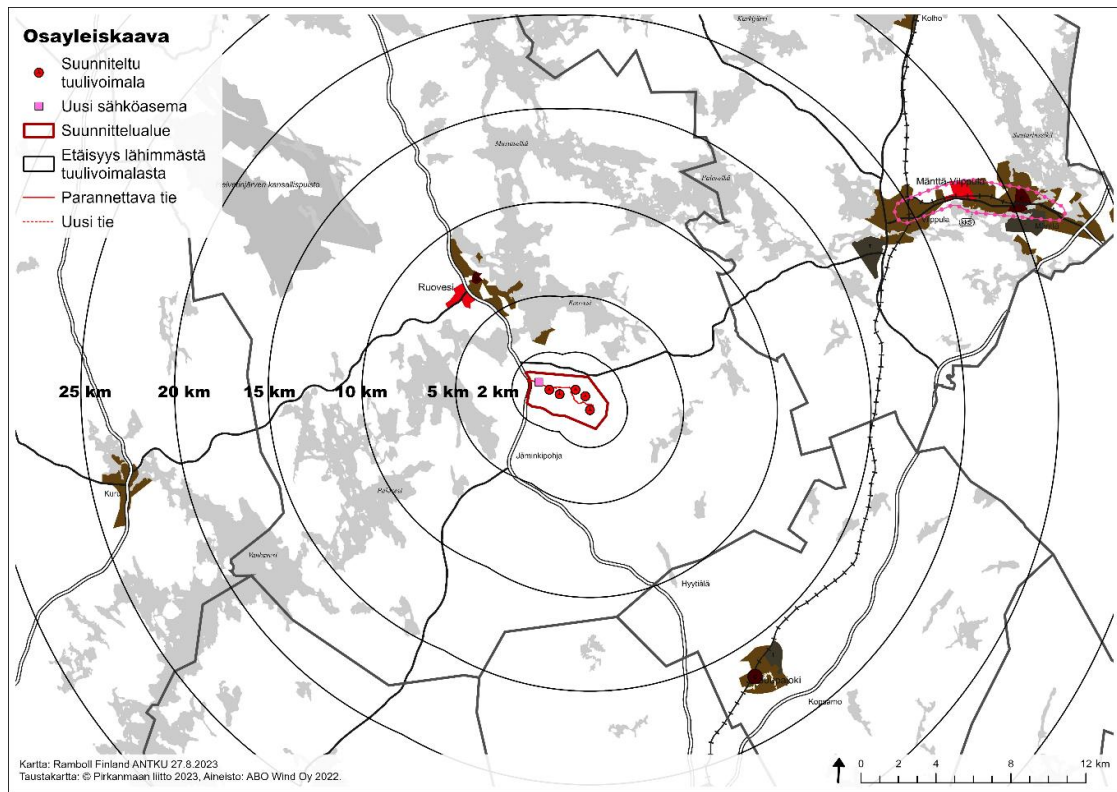 Osayleiskaava
Suunniteltu
tuulivoimala
Uusi sähköasema
Suunnittelualue
Etäisyys lähimmästä
tuulivoimalasta
Parannettava tie
Uusi tie
Kolho
Mänttä-Vilppula
Ruovesi
25 km
20 km
15 km
10 km
5 km
2 km
Jäminkipohja
Kuru
Hyytiälä
Kopsamo
Kartta: Ramboll Finland ANTKU 27.8.2023
Taustakartta: © Pirkanmaan liitto 2023, Aineisto: ABO Wind Oy 2022.
0 2 4 6 8 12 km